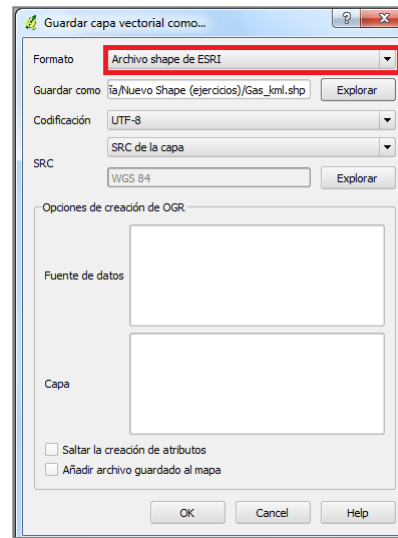 Guardar capa vectorial como...
Formato Archivo shape de ESRI
Guardar como ía/Nuevo Shape (ejercicios)/Gas_kml.shp Explorar
Codificación UTF-8
SRC de la capa
SRC
WGS 84 Explorar
Opciones de creación de OGR
Fuente de datos
Capa
Saltar la creación de atributos
Añadir archivo guardado al mapa
OK Cancel Help